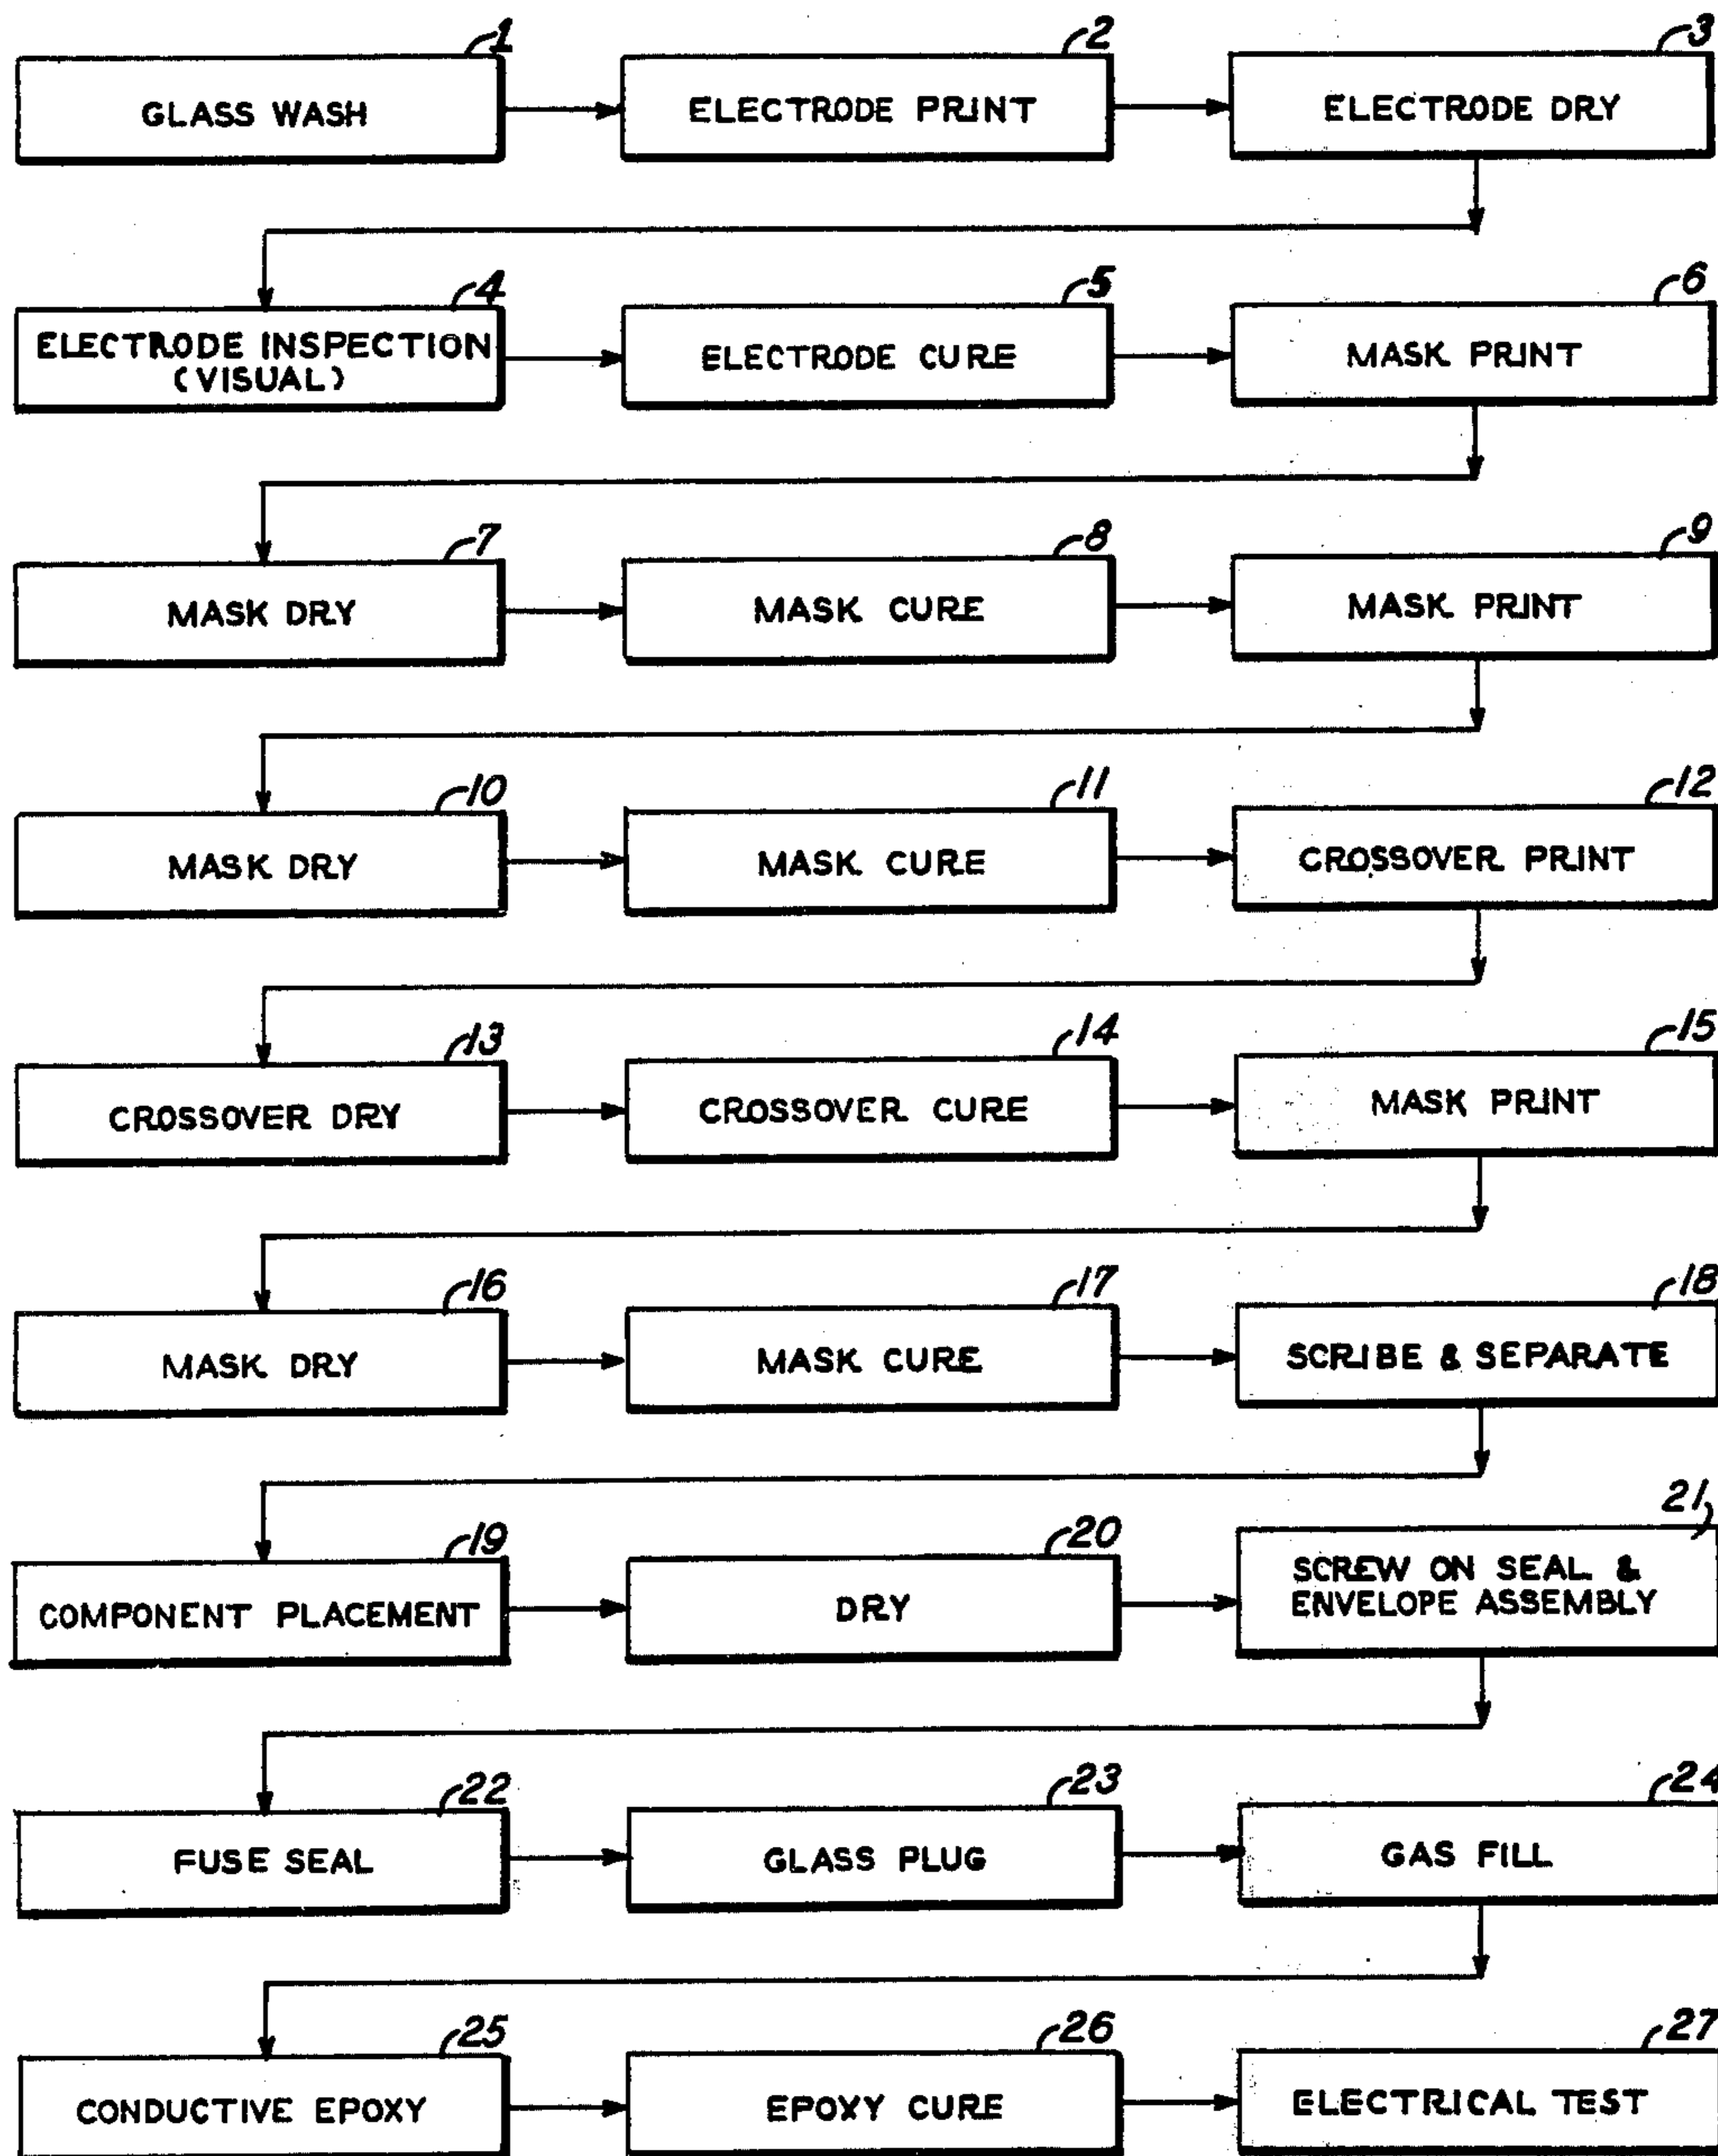 1
GLASS WASH
2
ELECTRODE PRINT
3
ELECTRODE DRY
4
ELECTRODE INSPECTION
(VISUAL)
5
ELECTRODE CURE
6
MASK PRINT
7
MASK DRY
8
MASK CURE
9
MASK PRINT
10
MASK DRY
11
MASK CURE
12
CROSSOVER PRINT
13
CROSSOVER DRY
14
CROSSOVER CURE
15
MASK PRINT
16
MASK DRY
17
MASK CURE
18
SCRIBE & SEPARATE
19
COMPONENT PLACEMENT
20
DRY
21
SCREW ON SEAL &
ENVELOPE ASSEMBLY
22
FUSE SEAL
23
GLASS PLUG
24
GAS FILL
25
CONDUCTIVE EPOXY
26
EPOXY CURE
27
ELECTRICAL TEST